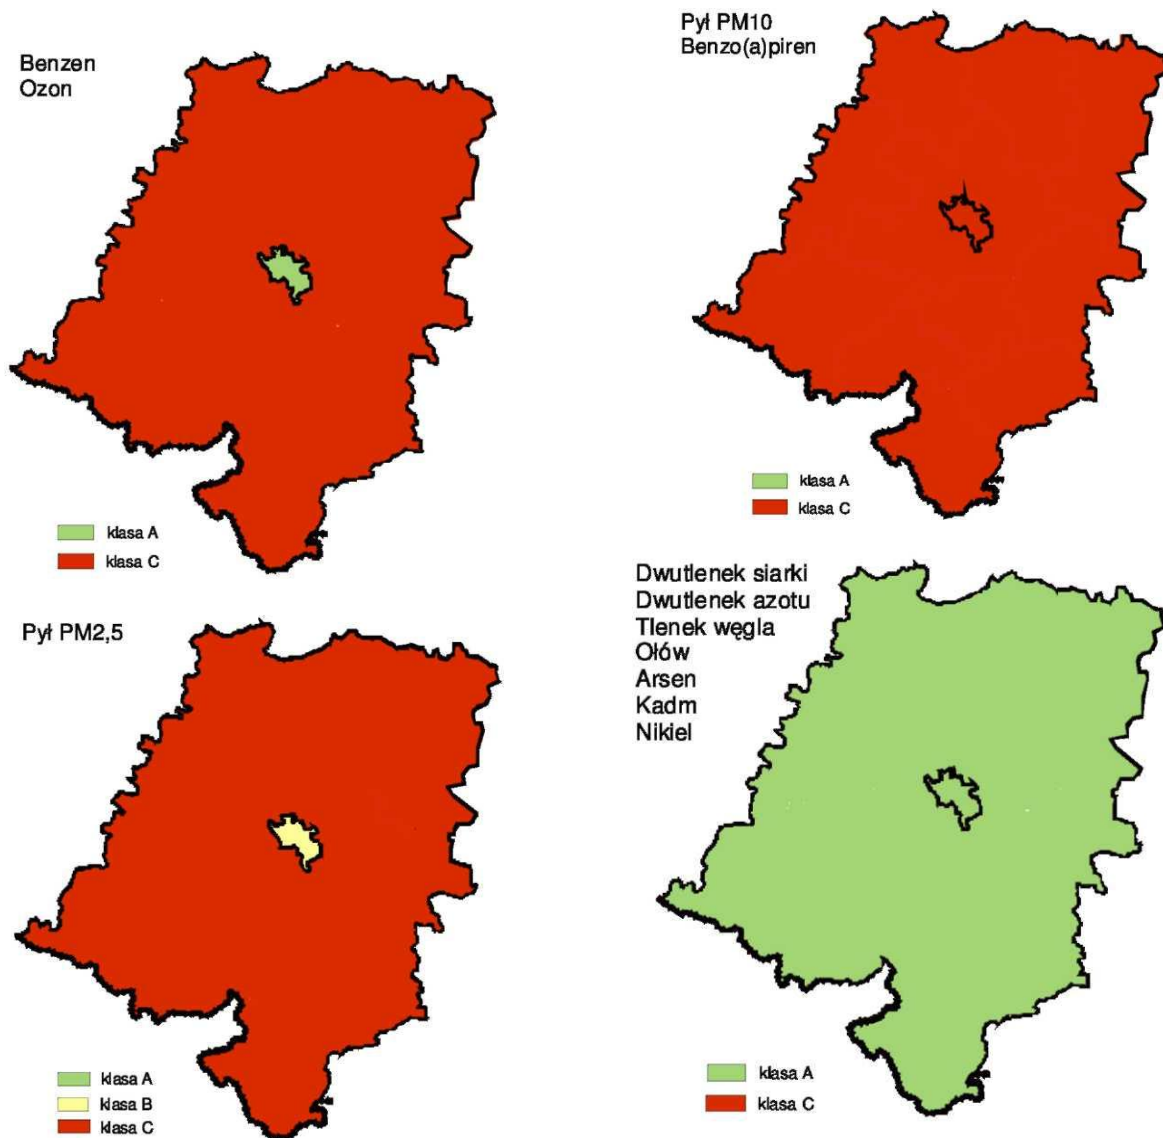 Benzen
Ozon
klasa A
klasa C
Pył PM10
Benzo(a)piren
klasa A
klasa C
Pył PM2,5
klasa A
klasa B
klasa C
Dwutlenek siarki
Dwutlenek azotu
Tlenek węgla
Ołów
Arsen
Kadm
Nikiel
klasa A
klasa C